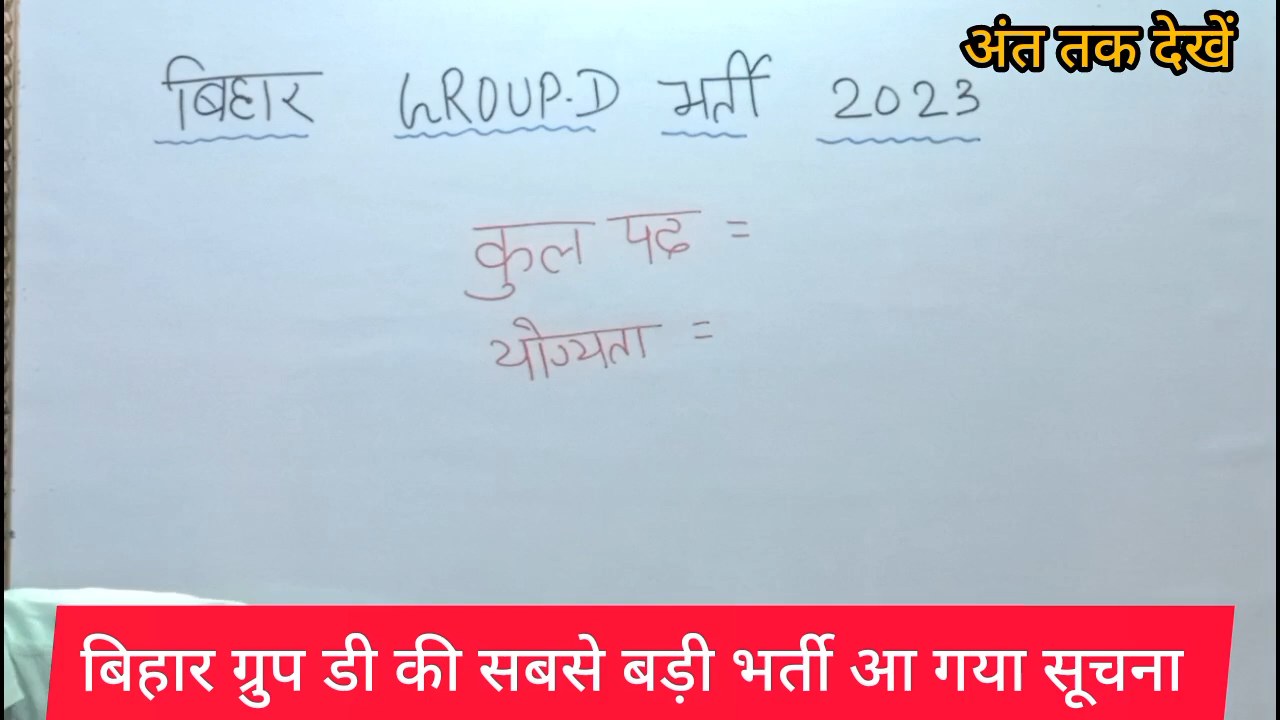 अंत तक देखें
बिहार GROUP-D भर्ती 2023
कुल पद =
योग्यता =
बिहार ग्रुप डी की सबसे बड़ी भर्ती आ गया सूचना